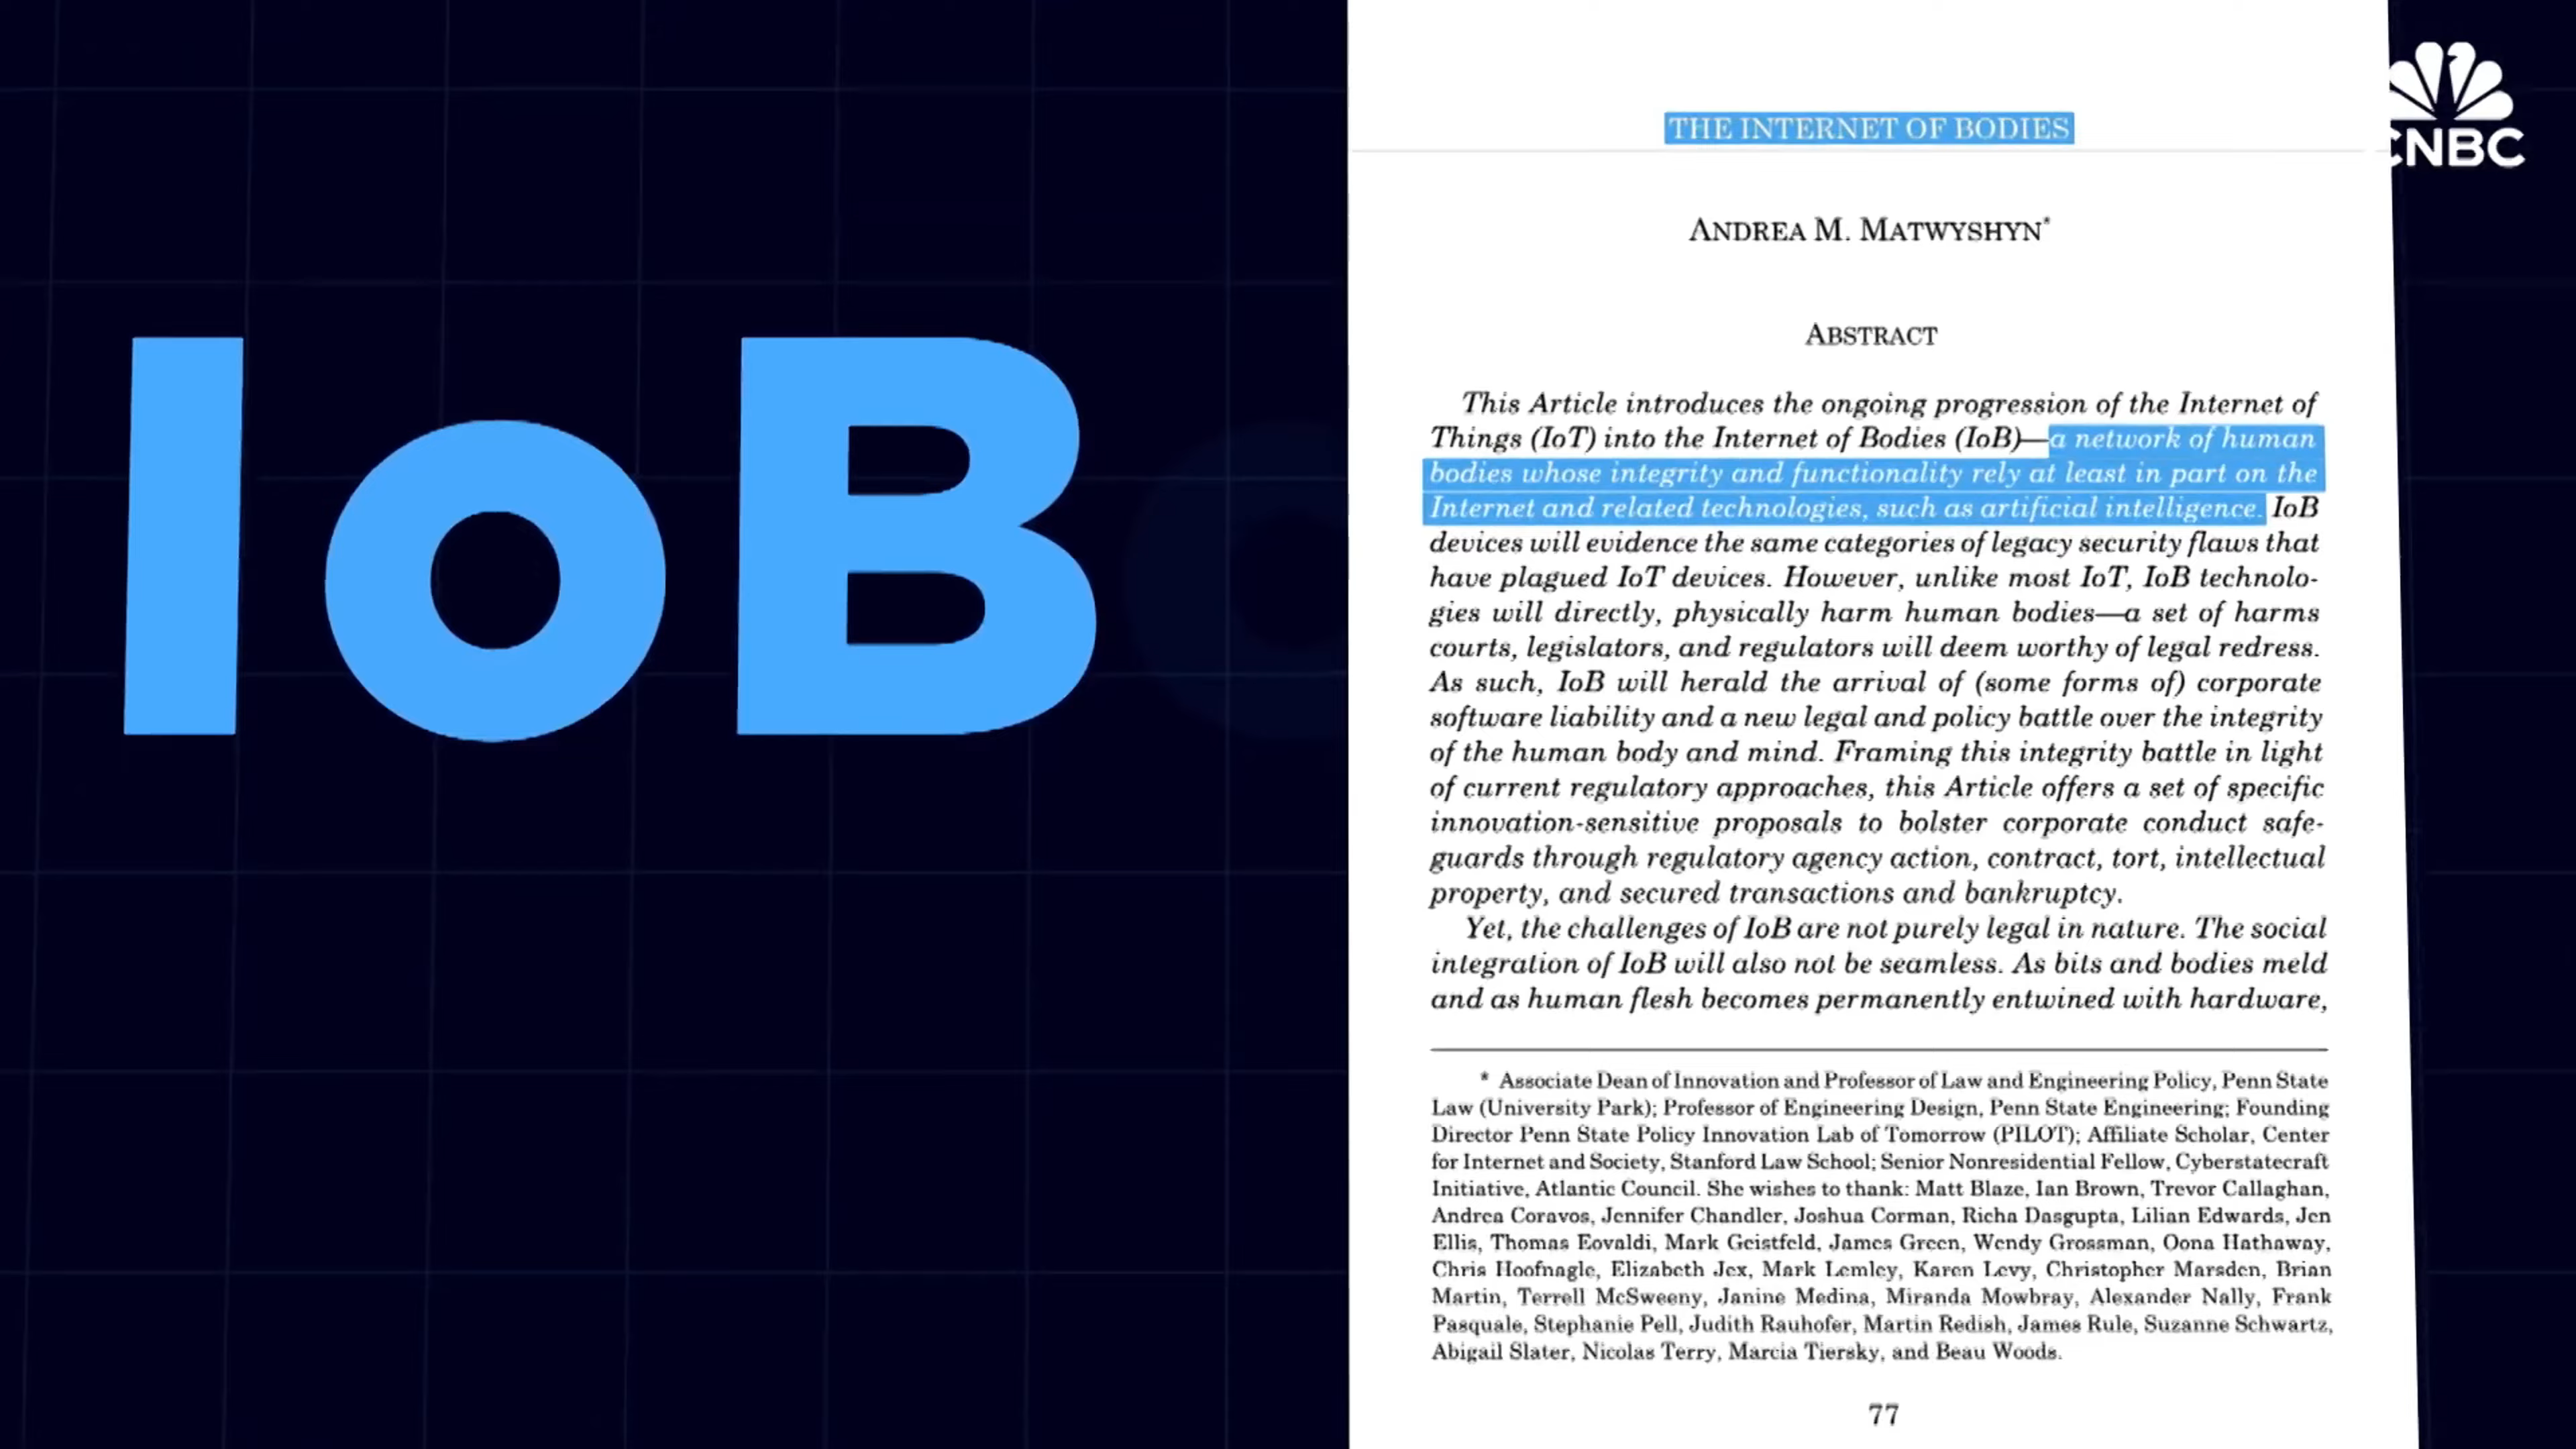 IoB
THE INTERNET OF BODIES
CNBC
ANDREA M. MATWYSHYN*
ABSTRACT
This Article introduces the ongoing progression of the Internet of
Things (IoT) into the Internet of Bodies (IoB)—a network of human
bodies whose integrity and functionality rely at least in part on the
Internet and related technologies, such as artificial intelligence. IoB
devices will evidence the same categories of legacy security flaws that
have plagued IoT devices. However, unlike most IoT, IoB technolo-
gies will directly, physically harm human bodies—a set of harms
courts, legislators, and regulators will deem worthy of legal redress.
As such, IoB will herald the arrival of (some forms of) corporate
software liability and a new legal and policy battle over the integrity
of the human body and mind. Framing this integrity battle in light
of current regulatory approaches, this Article offers a set of specific
innovation-sensitive proposals to bolster corporate conduct safe-
guards through regulatory agency action, contract, tort, intellectual
property, and secured transactions and bankruptcy.
Yet, the challenges of IoB are not purely legal in nature. The social
integration of IoB will also not be seamless. As bits and bodies meld
and as human flesh becomes permanently entwined with hardware,
* Associate Dean of Innovation and Professor of Law and Engineering Policy, Penn State
Law (University Park); Professor of Engineering Design, Penn State Engineering; Founding
Director Penn State Policy Innovation Lab of Tomorrow (PILOT); Affiliate Scholar, Center
for Internet and Society, Stanford Law School; Senior Nonresidential Fellow, Cyberstatecraft
Initiative, Atlantic Council. She wishes to thank: Matt Blaze, Ian Brown, Trevor Callaghan,
Andrea Coravos, Jennifer Chandler, Joshua Corman, Richa Dasgupta, Lilian Edwards, Jen
Ellis, Thomas Eovaldi, Mark Geistfeld, James Green, Wendy Grossman, Oona Hathaway,
Chris Hoofnagle, Elizabeth Jex, Mark Lemley, Karen Levy, Christopher Marsden, Brian
Martin, Terrell McSweeny, Janine Medina, Miranda Mowbray, Alexander Nally, Frank
Pasquale, Stephanie Pell, Judith Rauhofer, Martin Redish, James Rule, Suzanne Schwartz,
Abigail Slater, Nicolas Terry, Marcia Tiersky, and Beau Woods.
77